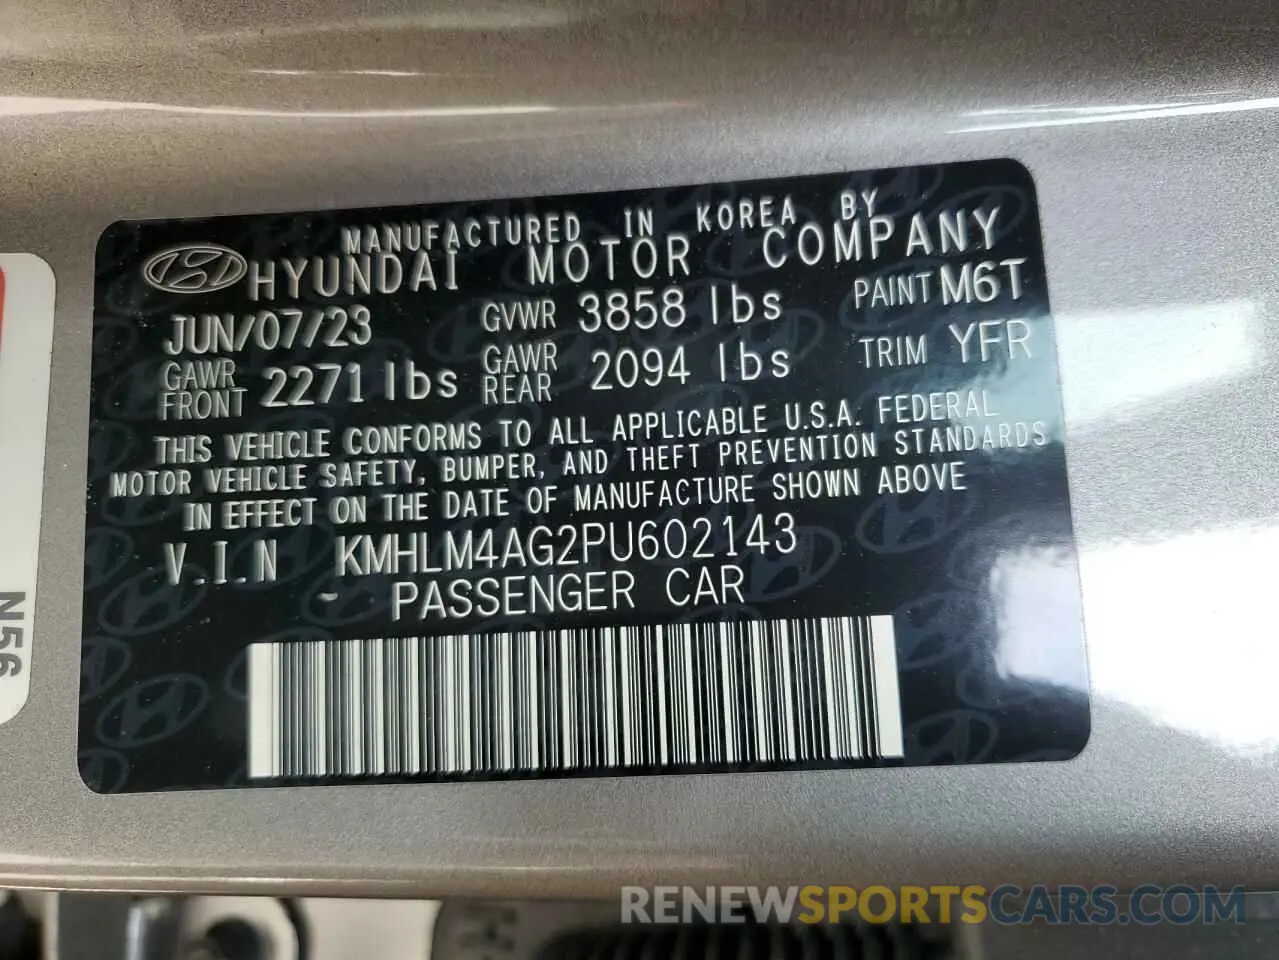 MANUFACTURED IN KOREA BY
HYUNDAI MOTOR COMPANY
JUN/07/23 GVWR 3858 lbs PAINT M6T
GAWR FRONT 2271 lbs GAWR REAR 2094 lbs TRIM YFR
THIS VEHICLE CONFORMS TO ALL APPLICABLE U.S.A. FEDERAL
MOTOR VEHICLE SAFETY, BUMPER, AND THEFT PREVENTION STANDARDS
IN EFFECT ON THE DATE OF MANUFACTURE SHOWN ABOVE
V.I.N KMHLM4AG2PU602143
PASSENGER CAR
N56
RENEWSPORTSCARS.COM